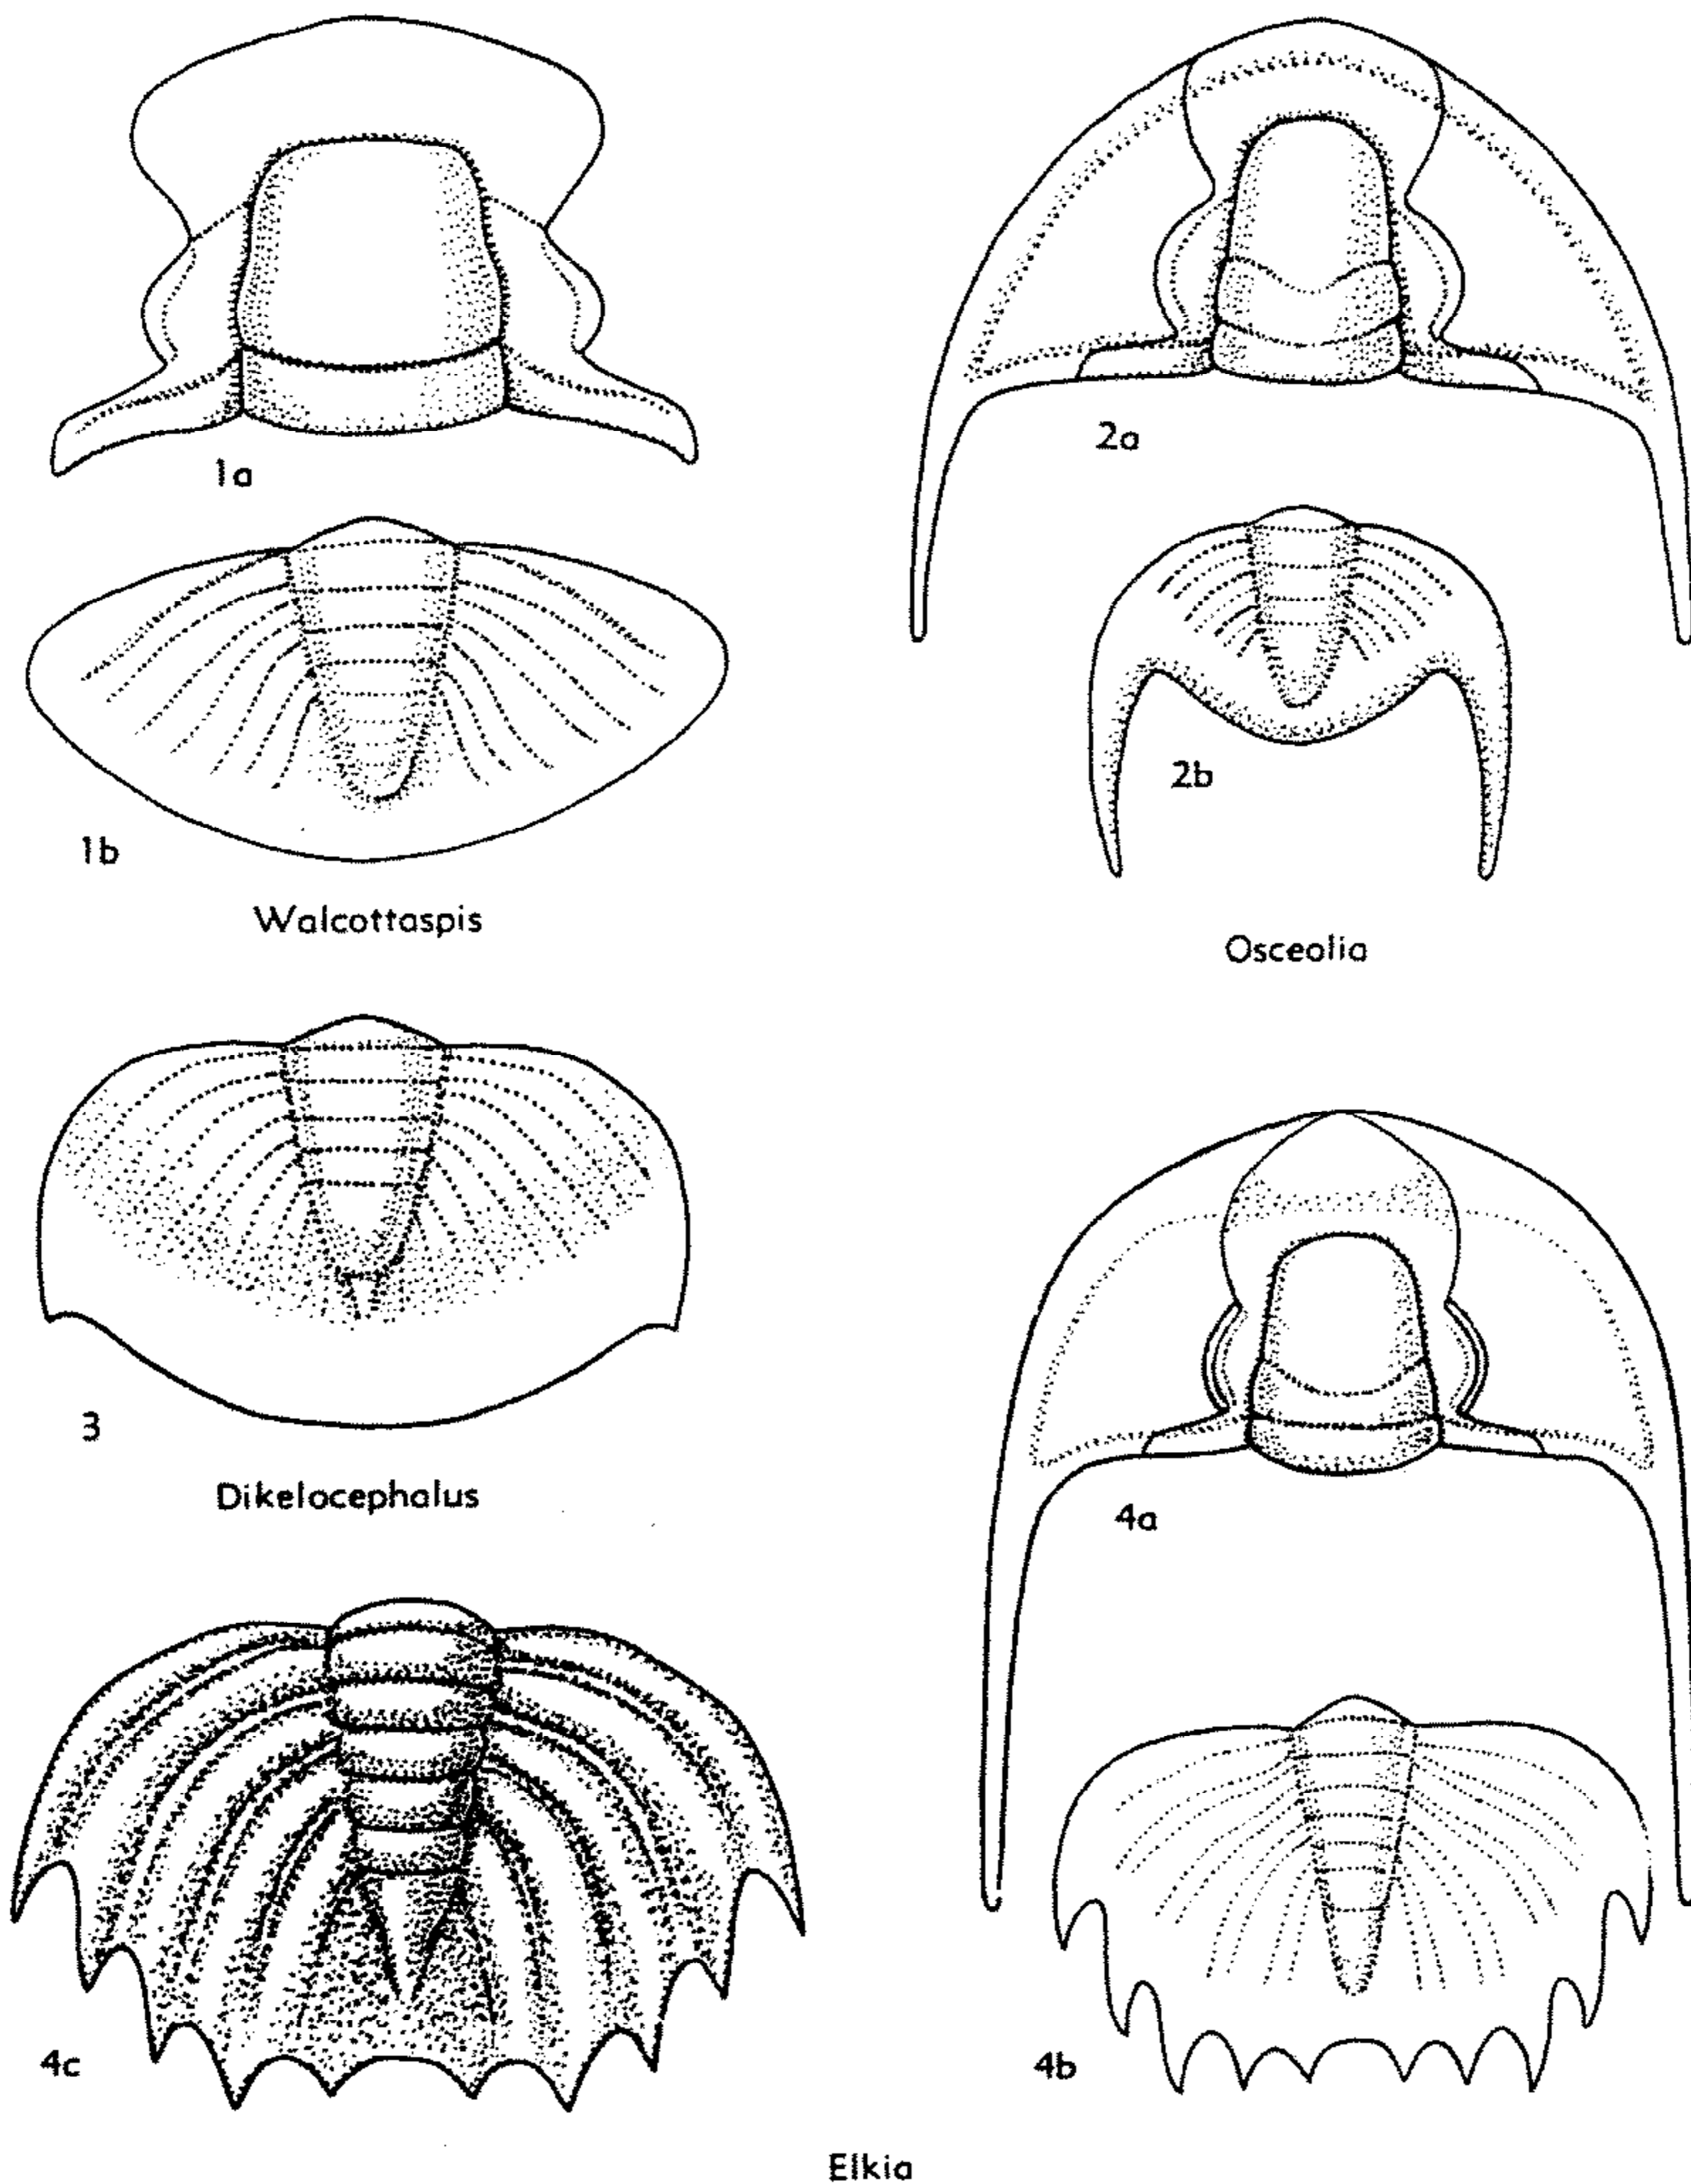 1a
2a
1b
2b
Walcottaspis
Osceolia
3
Dikelocephalus
4a
4c
4b
Elkia